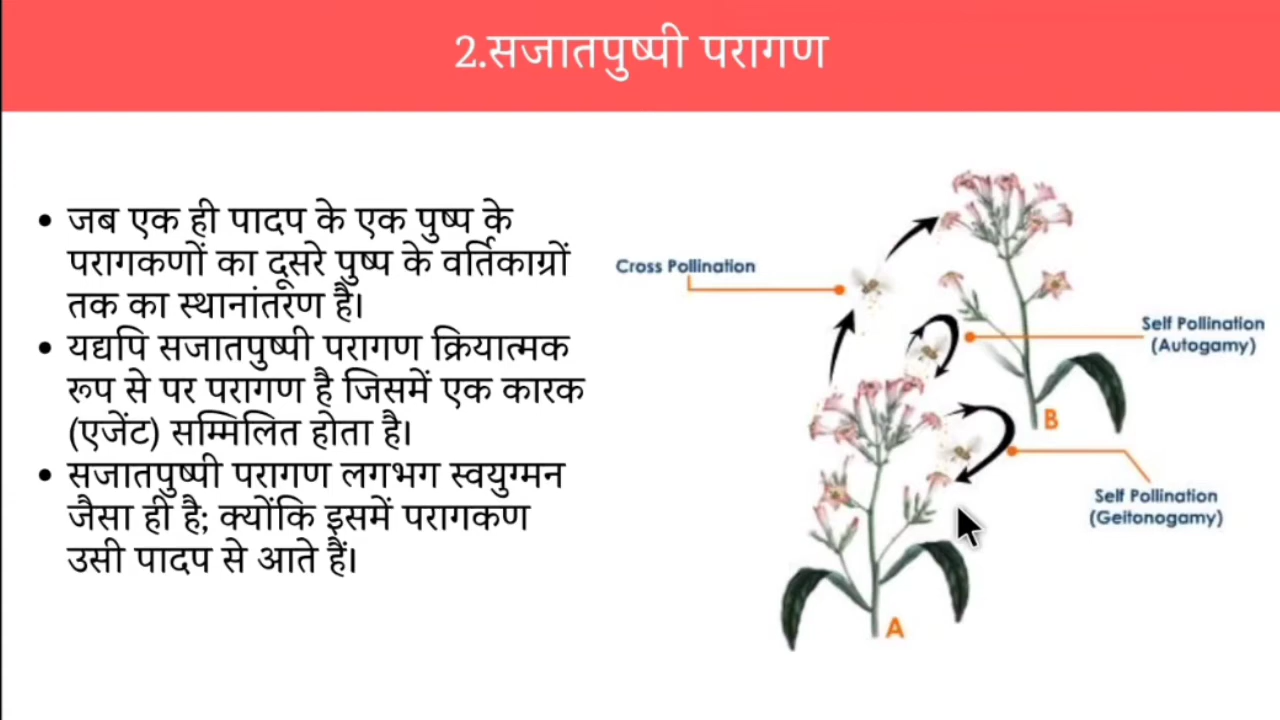 2.सजातपुष्पी परागण
• जब एक ही पादप के एक पुष्प के
परागकणों का दूसरे पुष्प के वर्तिकाग्रों
तक का स्थानांतरण है।
• यद्यपि सजातपुष्पी परागण क्रियात्मक
रूप से पर परागण है जिसमें एक कारक
(एजेंट) सम्मिलित होता है।
• सजातपुष्पी परागण लगभग स्वयुग्मन
जैसा ही है; क्योंकि इसमें परागकण
उसी पादप से आते हैं।
Cross Pollination
Self Pollination
(Autogamy)
B
Self Pollination
(Geitonogamy)
A